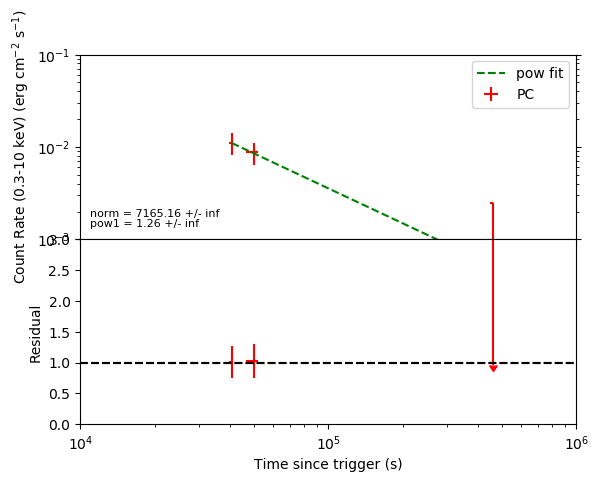 Count Rate (0.3-10 keV) (erg cm⁻² s⁻¹)
10⁻¹
10⁻²
10⁻³
pow fit
PC
norm = 7165.16 +/- inf
pow1 = 1.26 +/- inf
Residual
3.0
2.5
2.0
1.5
1.0
0.5
0.0
10⁴ 10⁵ 10⁶
Time since trigger (s)